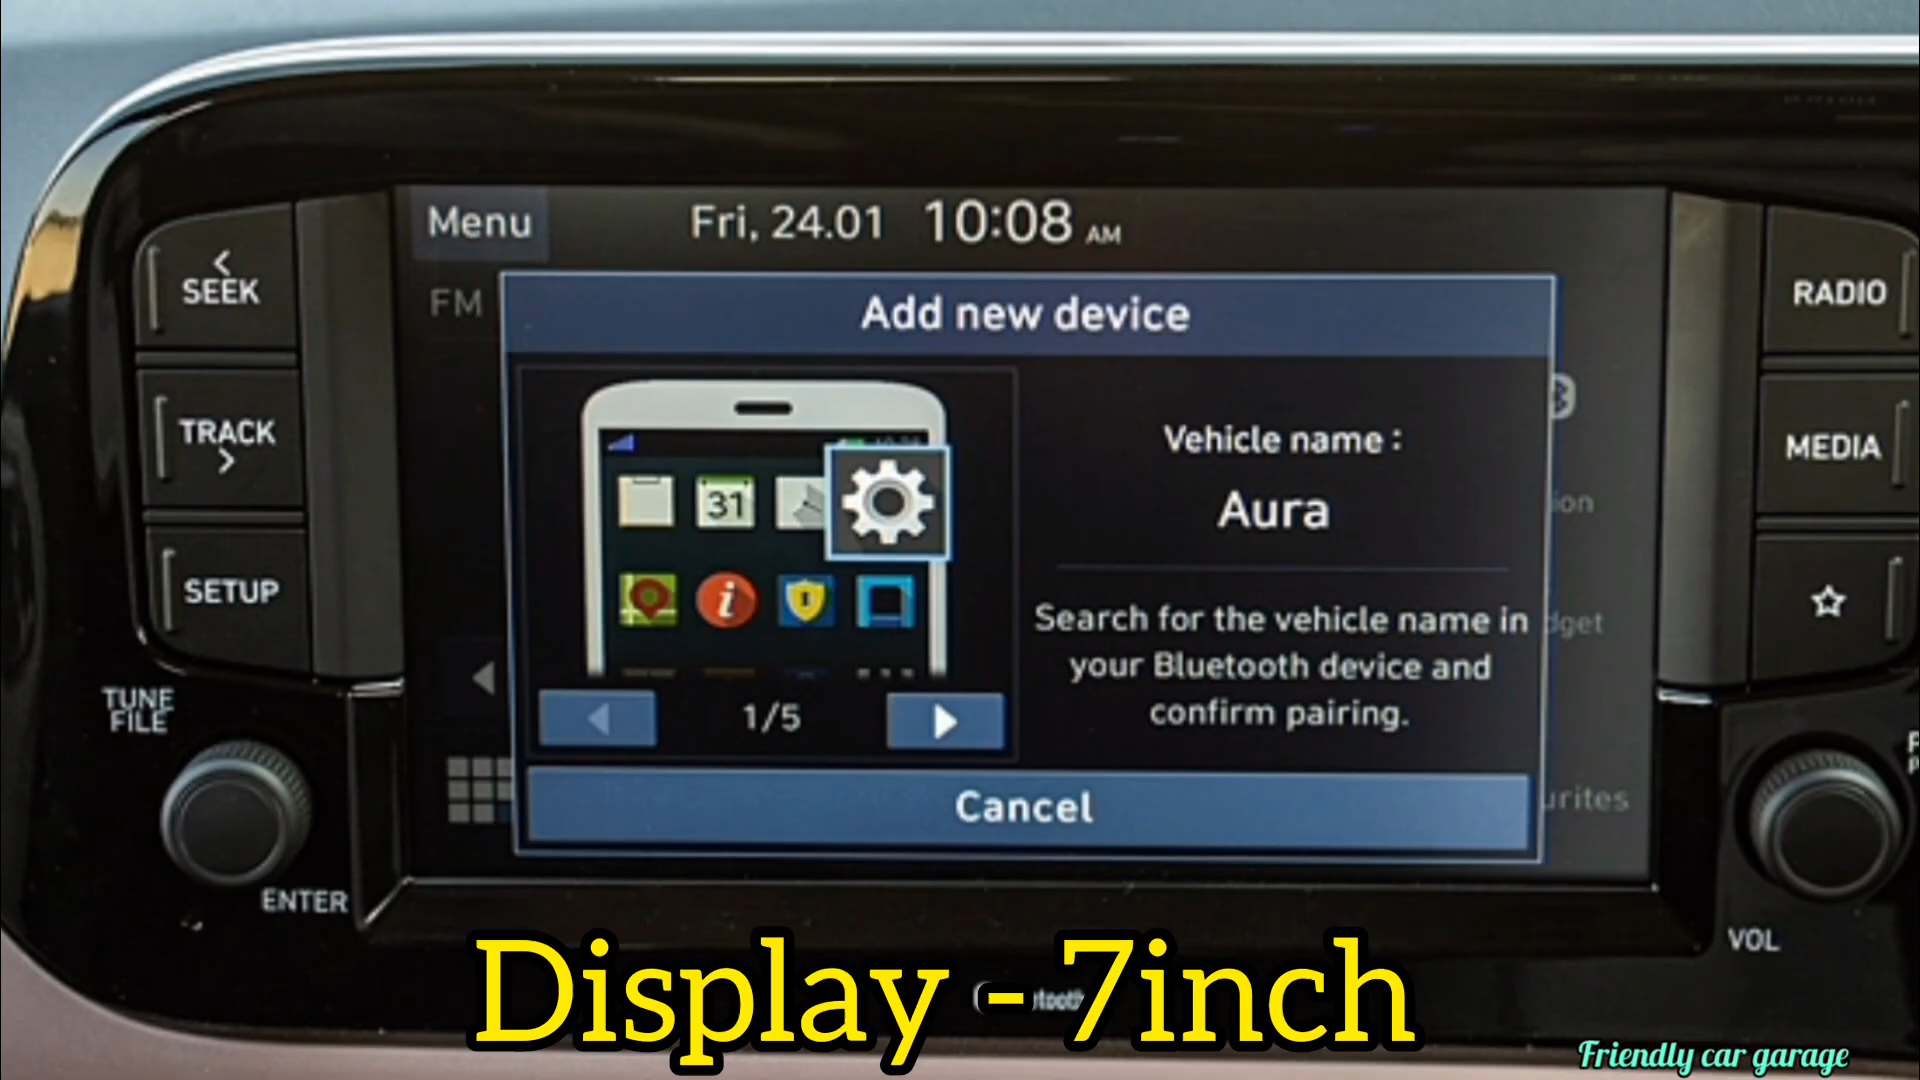 Menu
Fri, 24.01 10:08 AM
<
SEEK
FM
Add new device
RADIO
TRACK
>
31
Vehicle name :
Aura
MEDIA
SETUP
i
Search for the vehicle name in
your Bluetooth device and
confirm pairing.
TUNE
FILE
1/5
Cancel
ENTER
VOL
Display - 7inch
Friendly car garage